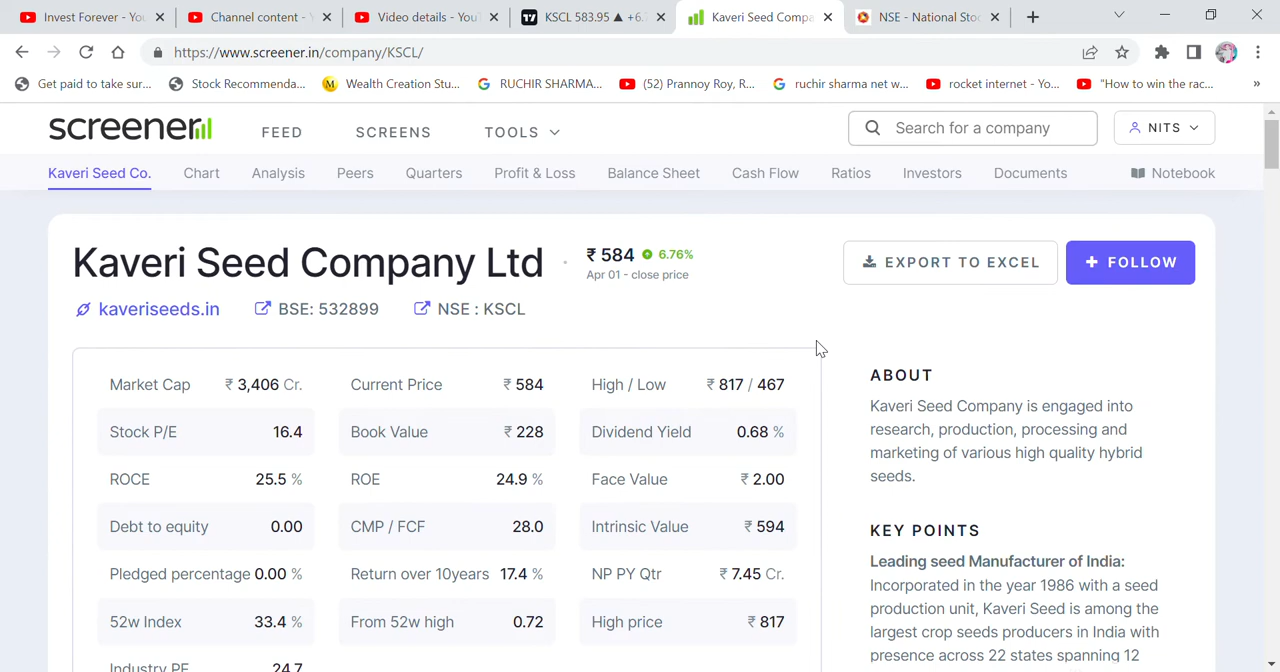 Invest Forever - You
Channel content -
Video details - You
KSCL 583.95 ▲ +6.
Kaveri Seed Compa
NSE - National Sto
https://www.screener.in/company/KSCL/
Get paid to take sur...
Stock Recommenda...
Wealth Creation Stu...
RUCHIR SHARMA...
(52) Prannoy Roy, R...
ruchir sharma net w...
rocket internet - Yo...
"How to win the rac...
»
screener
FEED
SCREENS
TOOLS
Search for a company
NITS
Kaveri Seed Co.
Chart
Analysis
Peers
Quarters
Profit & Loss
Balance Sheet
Cash Flow
Ratios
Investors
Documents
Notebook
Kaveri Seed Company Ltd
₹ 584 6.76%
Apr 01 - close price
EXPORT TO EXCEL
+ FOLLOW
kaveriseeds.in
BSE: 532899
NSE : KSCL
Market Cap ₹ 3,406 Cr.
Current Price ₹ 584
High / Low ₹ 817 / 467
Stock P/E 16.4
Book Value ₹ 228
Dividend Yield 0.68 %
ROCE 25.5 %
ROE 24.9 %
Face Value ₹ 2.00
Debt to equity 0.00
CMP / FCF 28.0
Intrinsic Value ₹ 594
Pledged percentage 0.00 %
Return over 10years 17.4 %
NP PY Qtr ₹ 7.45 Cr.
52w Index 33.4 %
From 52w high 0.72
High price ₹ 817
Industry PE 24.7
ABOUT
Kaveri Seed Company is engaged into
research, production, processing and
marketing of various high quality hybrid
seeds.
KEY POINTS
Leading seed Manufacturer of India:
Incorporated in the year 1986 with a seed
production unit, Kaveri Seed is among the
largest crop seeds producers in India with
presence across 22 states spanning 12